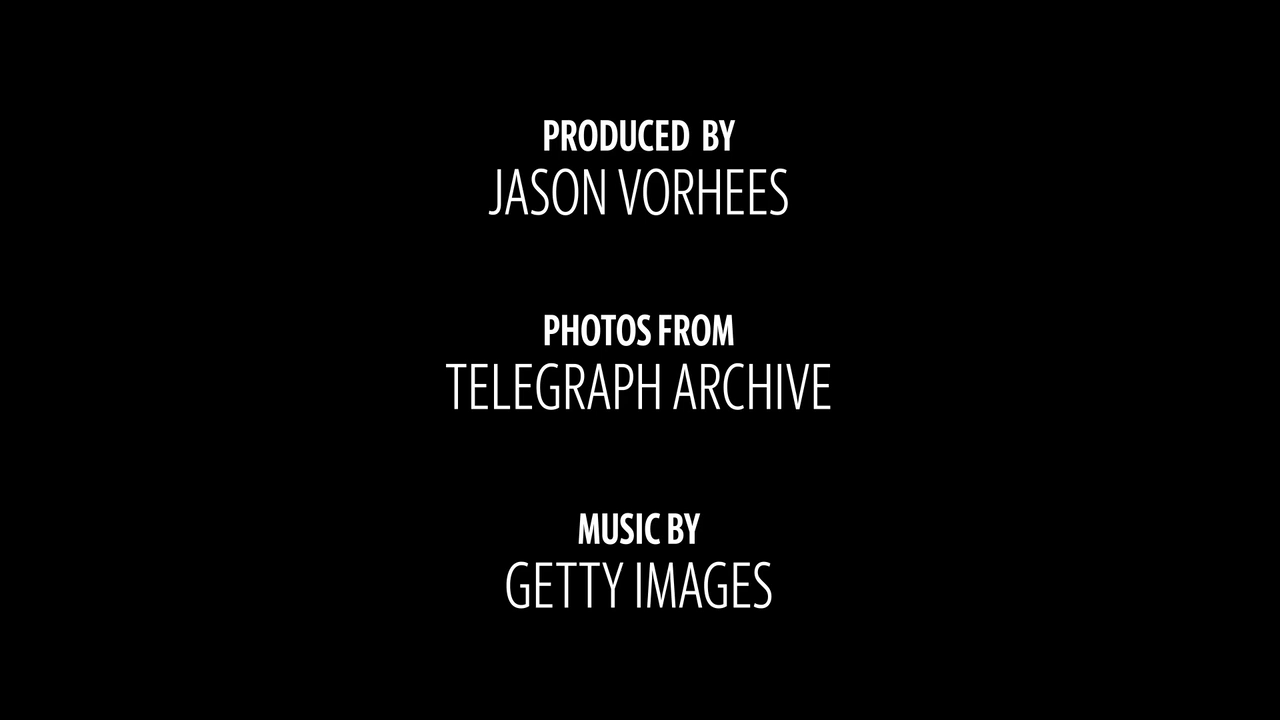 PRODUCED BY
JASON VORHEES
PHOTOS FROM
TELEGRAPH ARCHIVE
MUSIC BY
GETTY IMAGES